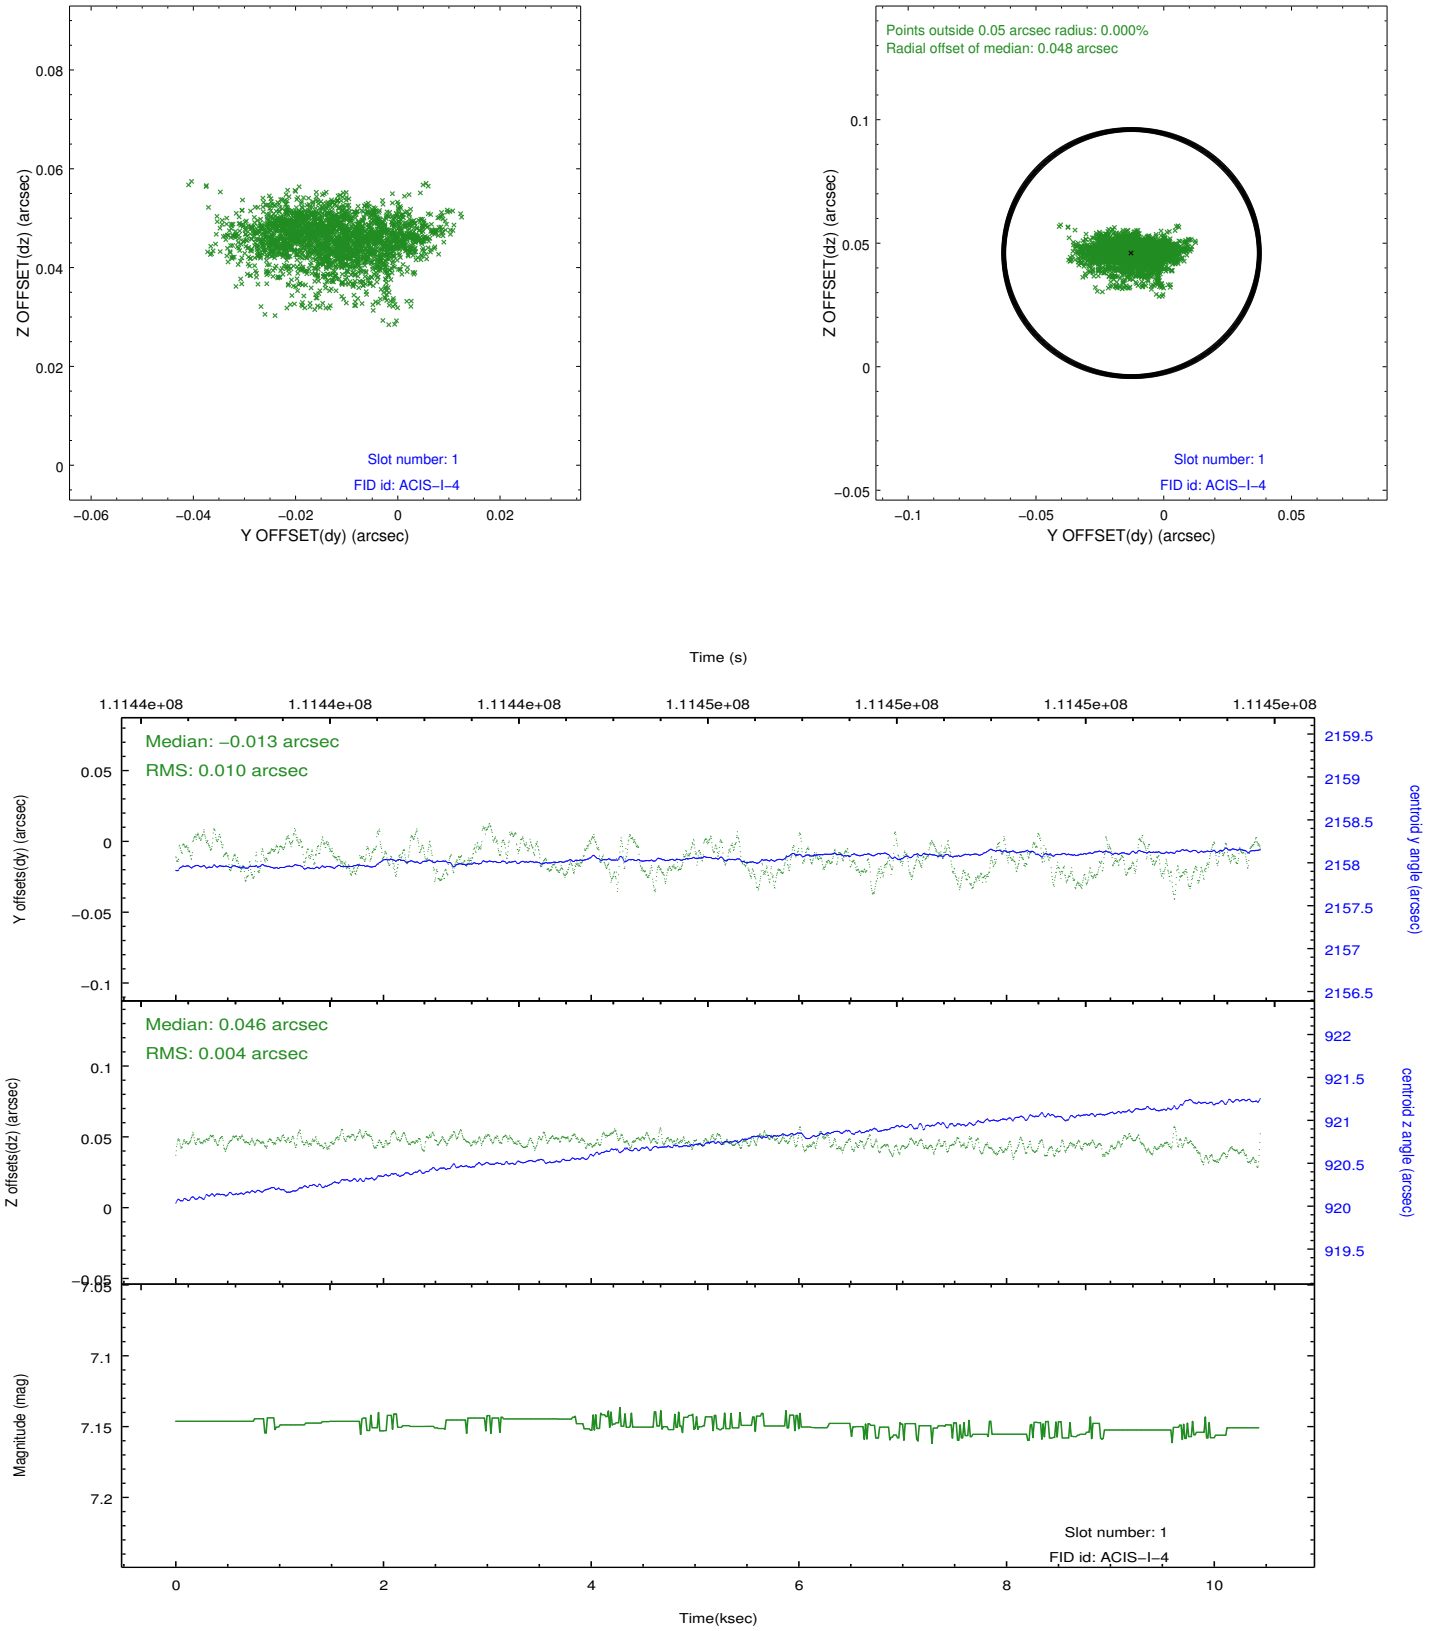 0.08
0.06
0.04
0.02
0
−0.06
−0.04
−0.02
0
0.02
Z OFFSET(dz) (arcsec)
Y OFFSET(dy) (arcsec)
Slot number: 1
FID id: ACIS−I−4
Points outside 0.05 arcsec radius: 0.000%
Radial offset of median: 0.048 arcsec
0.1
0.05
0
−0.05
−0.1
−0.05
0
0.05
Z OFFSET(dz) (arcsec)
Y OFFSET(dy) (arcsec)
Slot number: 1
FID id: ACIS−I−4
Time (s)
1.1144e+08
1.1144e+08
1.1144e+08
1.1145e+08
1.1145e+08
1.1145e+08
1.1145e+08
Median: −0.013 arcsec
RMS: 0.010 arcsec
0.05
0
−0.05
−0.1
Y offsets(dy) (arcsec)
2159.5
2159
2158.5
2158
2157.5
2157
2156.5
centroid y angle (arcsec)
Median: 0.046 arcsec
RMS: 0.004 arcsec
0.1
0.05
0
−0.05
Z offsets(dz) (arcsec)
922
921.5
921
920.5
920
919.5
centroid z angle (arcsec)
7.05
7.1
7.15
7.2
Magnitude (mag)
Slot number: 1
FID id: ACIS−I−4
0
2
4
6
8
10
Time(ksec)